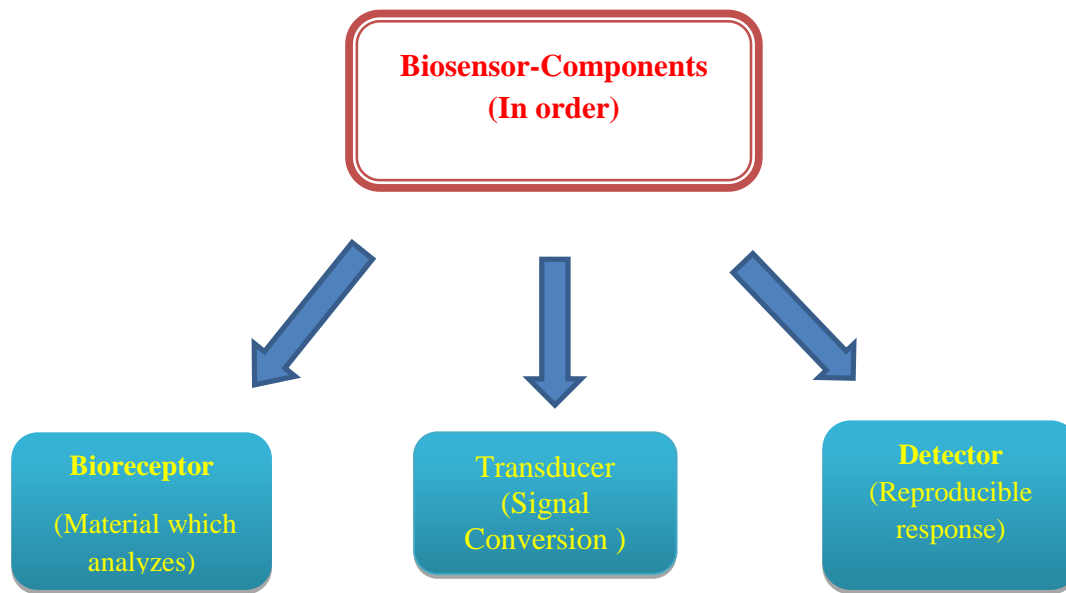 Biosensor-Components
(In order)
Bioreceptor
(Material which
analyzes)
Transducer
(Signal
Conversion )
Detector
(Reproducible
response)